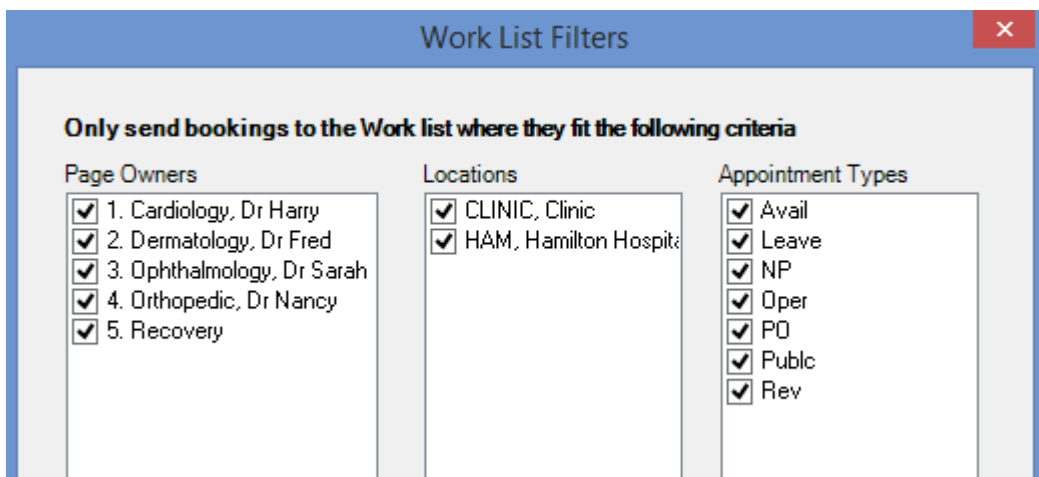 Work List Filters
Only send bookings to the Work list where they fit the following criteria
Page Owners
1. Cardiology, Dr Harry
2. Dermatology, Dr Fred
3. Ophthalmology, Dr Sarah
4. Orthopedic, Dr Nancy
5. Recovery
Locations
CLINIC, Clinic
HAM, Hamilton Hospita
Appointment Types
Avail
Leave
NP
Oper
PO
Publc
Rev